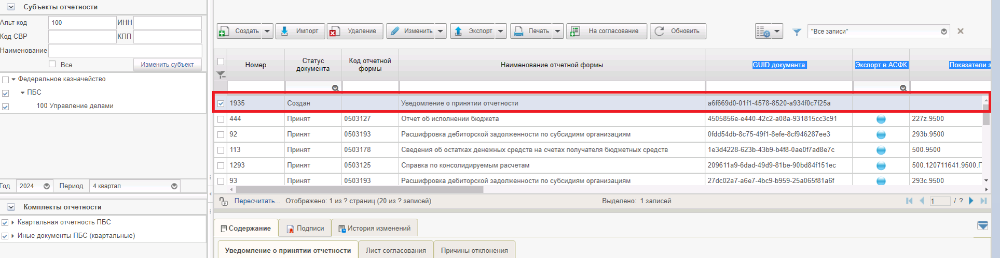 Субъекты отчетности
Альт код 100 ИНН
Код СВР КПП
Наименование
Все Изменить субъект
Федеральное казначейство
ПБС
100 Управление делами
Год 2024 Период 4 квартал
Комплекты отчетности
Квартальная отчетность ПБС
Иные документы ПБС (квартальные)
Создать Импорт Удаление Изменить Экспорт Печать На согласование Обновить "Все записи"
Номер Статус документа Код отчетной формы Наименование отчетной формы GUID документа Экспорт в АСФК Показатели з
1935 Создан Уведомление о принятии отчетности a6f669d0-01f1-4578-8520-a934f0c7f25a
444 Принят 0503127 Отчет об исполнении бюджета 4505856e-e440-42c2-a08a-931815cc3c91 227z.9500
92 Принят 0503193 Расшифровка дебиторской задолженности по субсидиям организациям 0fdd54db-8c75-49f1-8efe-8cf946287ee3 293b.9500
113 Принят 0503178 Сведения об остатках денежных средств на счетах получателя бюджетных средств 1e3d4228-623b-43b9-b4f8-0ae0f7ad8e7c 500.9500
1293 Принят 0503125 Справка по консолидируемым расчетам 209611a9-6dad-49d9-81be-90bd84f151ec 500.120711641.9500.Г
93 Принят 0503193 Расшифровка дебиторской задолженности по субсидиям организациям 27dc02a7-a6e7-4bc9-b959-25a065f81a6f 293c.9500
Пересчитать... Отображено: 1 из ? страниц (20 из ? записей) Выделено: 1 записей 1 / ?
Содержание Подписи История изменений
Уведомление о принятии отчетности Лист согласования Причины отклонения